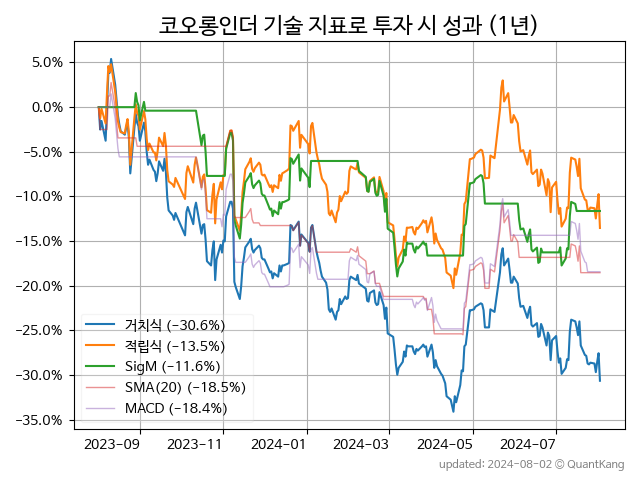 코오롱인더 기술 지표로 투자 시 성과 (1년)
5.0%
0.0%
−5.0%
−10.0%
−15.0%
−20.0%
−25.0%
−30.0%
−35.0%
거치식 (−30.6%)
적립식 (−13.5%)
SigM (−11.6%)
SMA(20) (−18.5%)
MACD (−18.4%)
2023-09 2023-11 2024-01 2024-03 2024-05 2024-07
updated: 2024-08-02 © QuantKang